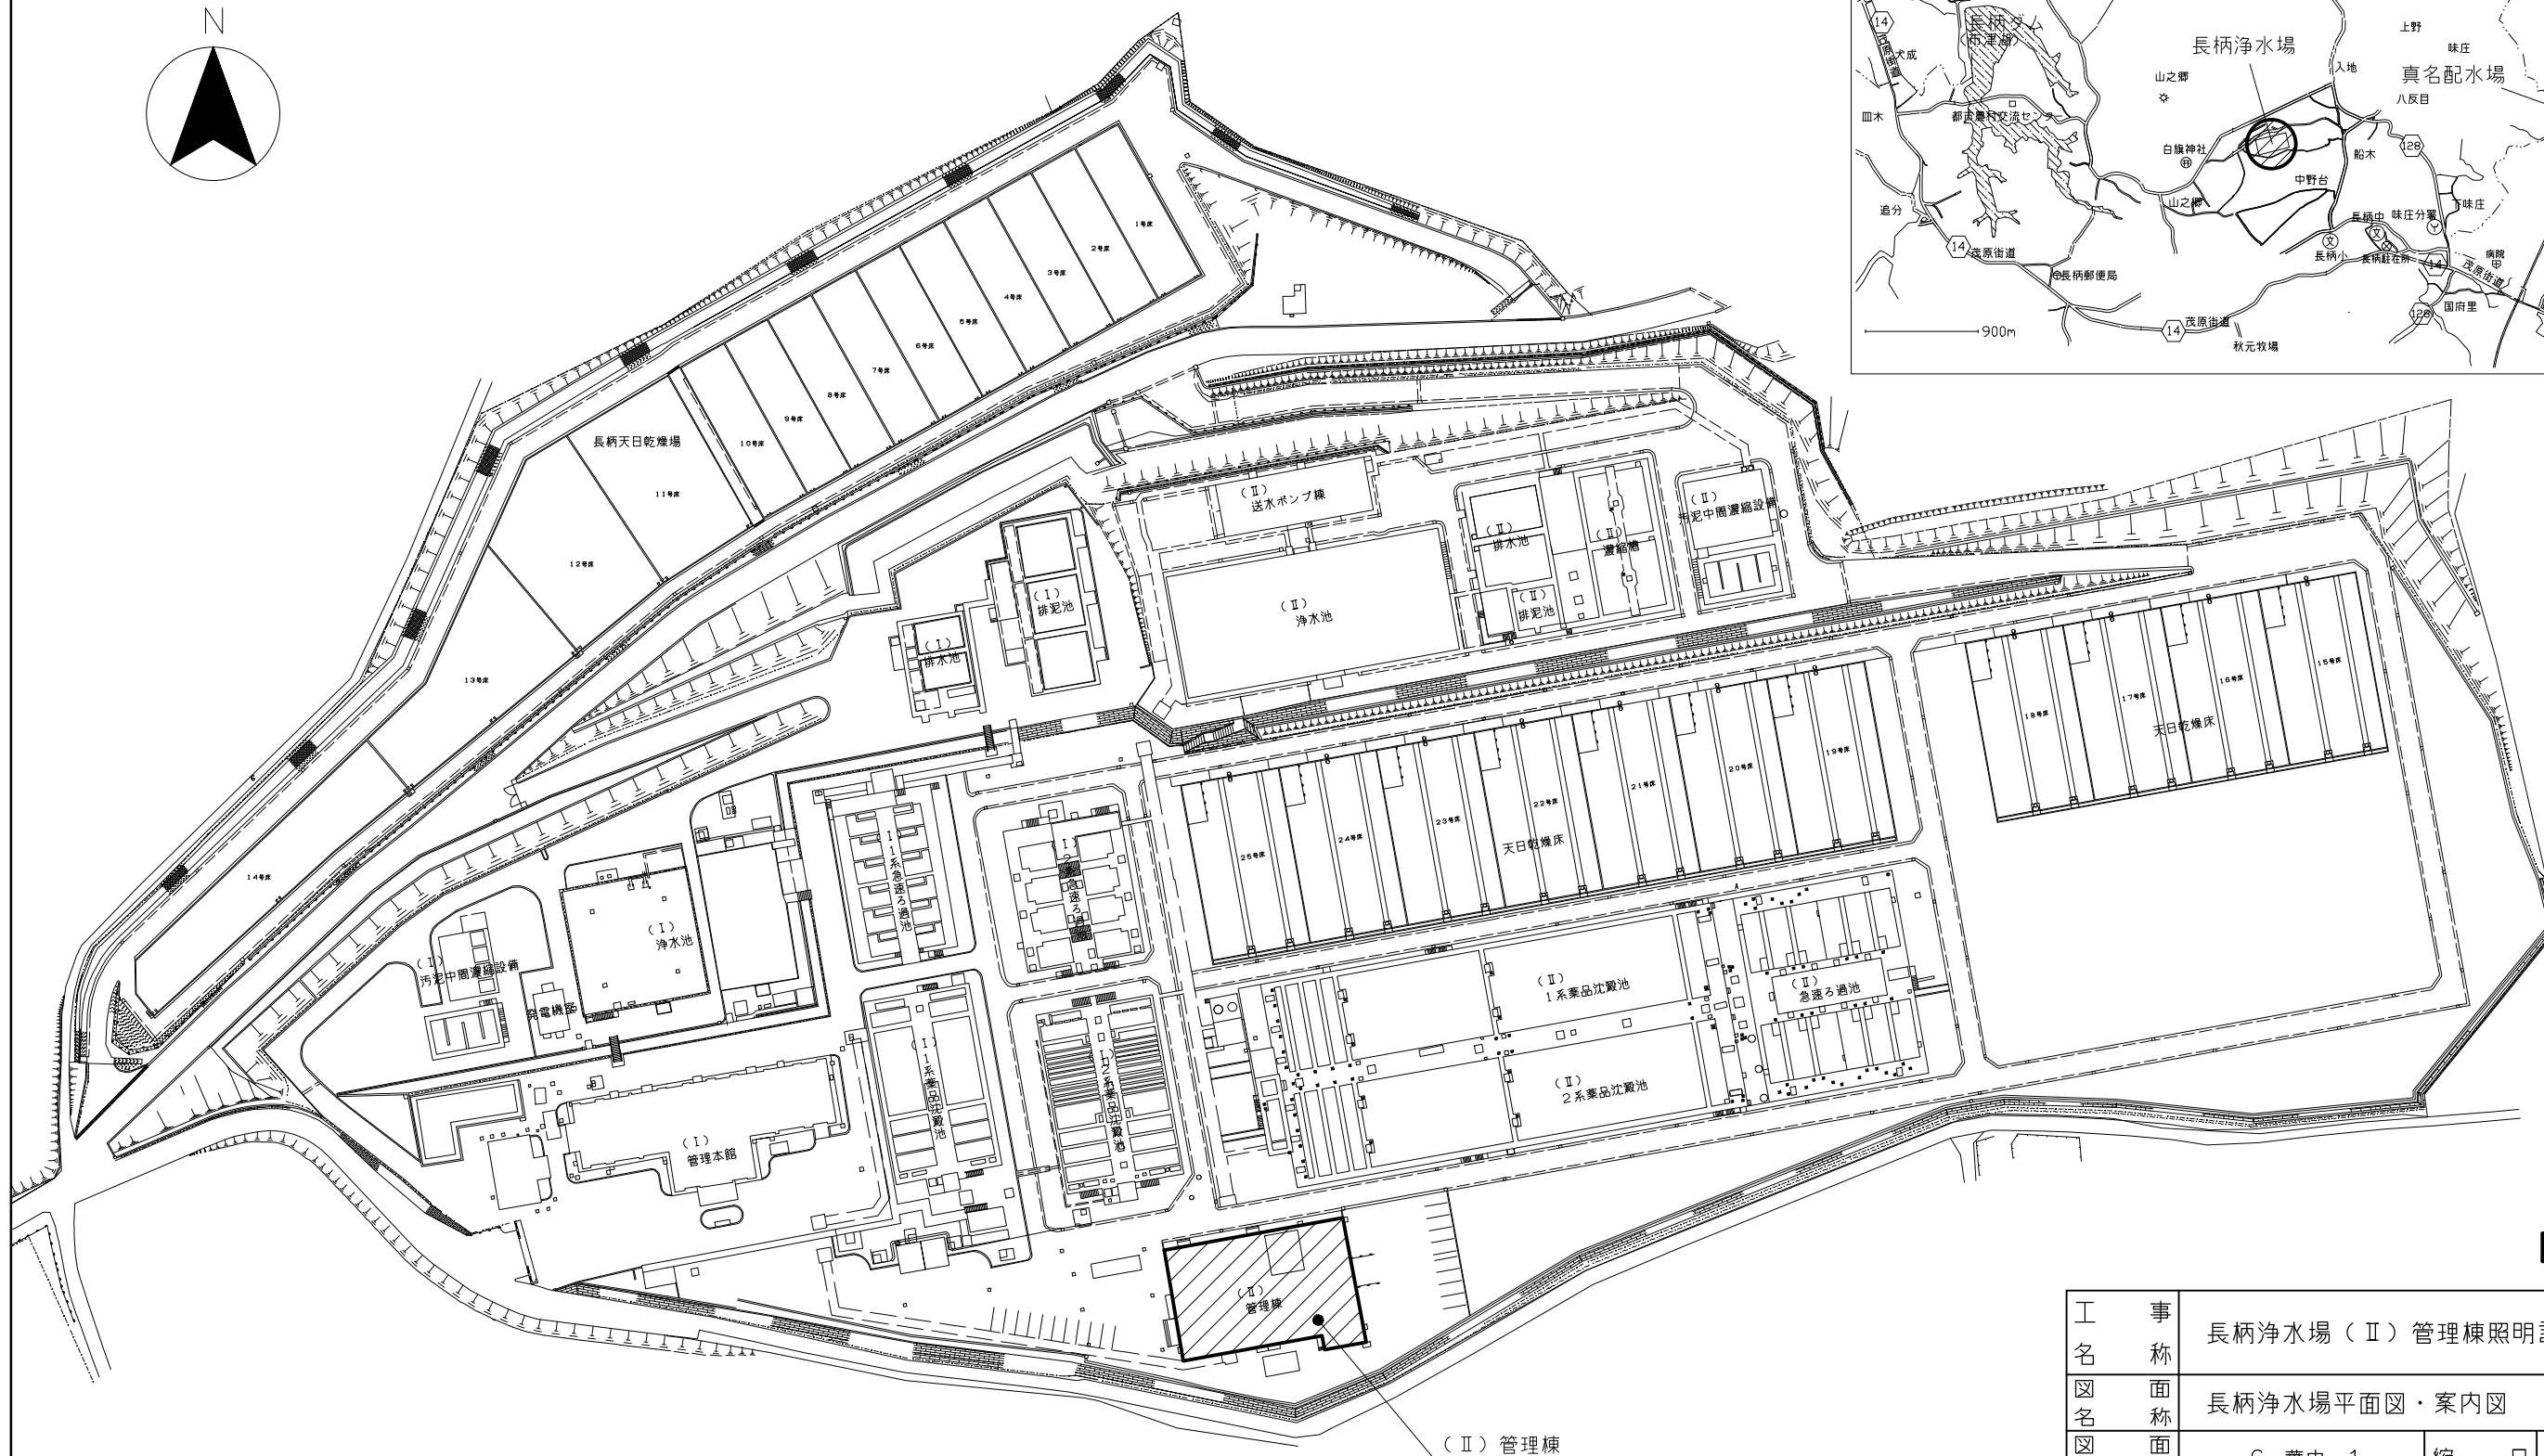 N
長柄ダム
(市津湖)
14
茂原街道
犬成
皿木
都市農村交流センター
追分
14
茂原街道
長柄郵便局
900m
長柄浄水場
山之郷
白旗神社
山之郷
中野台
入地
船木
上野
味庄
真名配水場
八反目
128
下味庄
長柄中
味庄分署
文
文
長柄小
長柄駐在所
14
病院
茂原街道
国府里
128
14
茂原街道
秋元牧場
1号床
2号床
3号床
4号床
5号床
6号床
7号床
8号床
9号床
10号床
長柄天日乾燥場
11号床
12号床
13号床
14号床
(Ⅱ)
送水ポンプ棟
(Ⅱ)
浄水池
(Ⅱ)
排水池
(Ⅱ)
排泥池
(Ⅱ)
濃縮槽
(Ⅱ)
汚泥中間濃縮設備
(Ⅰ)
排泥池
(Ⅰ)
排水池
15号床
16号床
17号床
18号床
天日乾燥床
19号床
20号床
21号床
22号床
23号床
24号床
25号床
天日乾燥床
(Ⅰ)
1系急速ろ過池
(Ⅰ)
2系急速ろ過池
(Ⅰ)
浄水池
(Ⅰ)
汚泥中間濃縮設備
発電機室
(Ⅰ)
管理本館
(Ⅰ)
1系薬品沈澱池
(Ⅰ)
2系薬品沈澱池
(Ⅱ)
1系薬品沈澱池
(Ⅱ)
2系薬品沈澱池
(Ⅱ)
急速ろ過池
(Ⅱ)
管理棟
(Ⅱ)管理棟
工事
名称
長柄浄水場(Ⅱ)管理棟照明
図面
名称
長柄浄水場平面図・案内図
図面